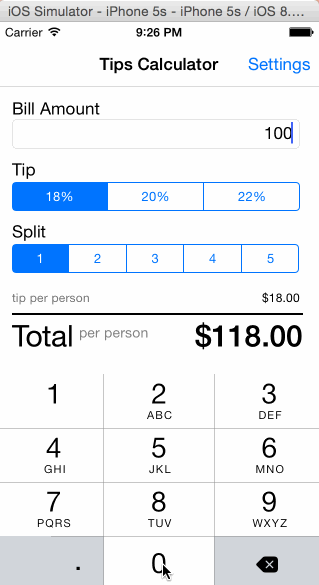 iOS Simulator - iPhone 5s - iPhone 5s / iOS 8....
Carrier 9:26 PM
Tips Calculator Settings
Bill Amount
100
Tip
18% 20% 22%
Split
1 2 3 4 5
tip per person $18.00
Total per person $118.00
1 2 3
ABC DEF
4 5 6
GHI JKL MNO
7 8 9
PQRS TUV WXYZ
. 0